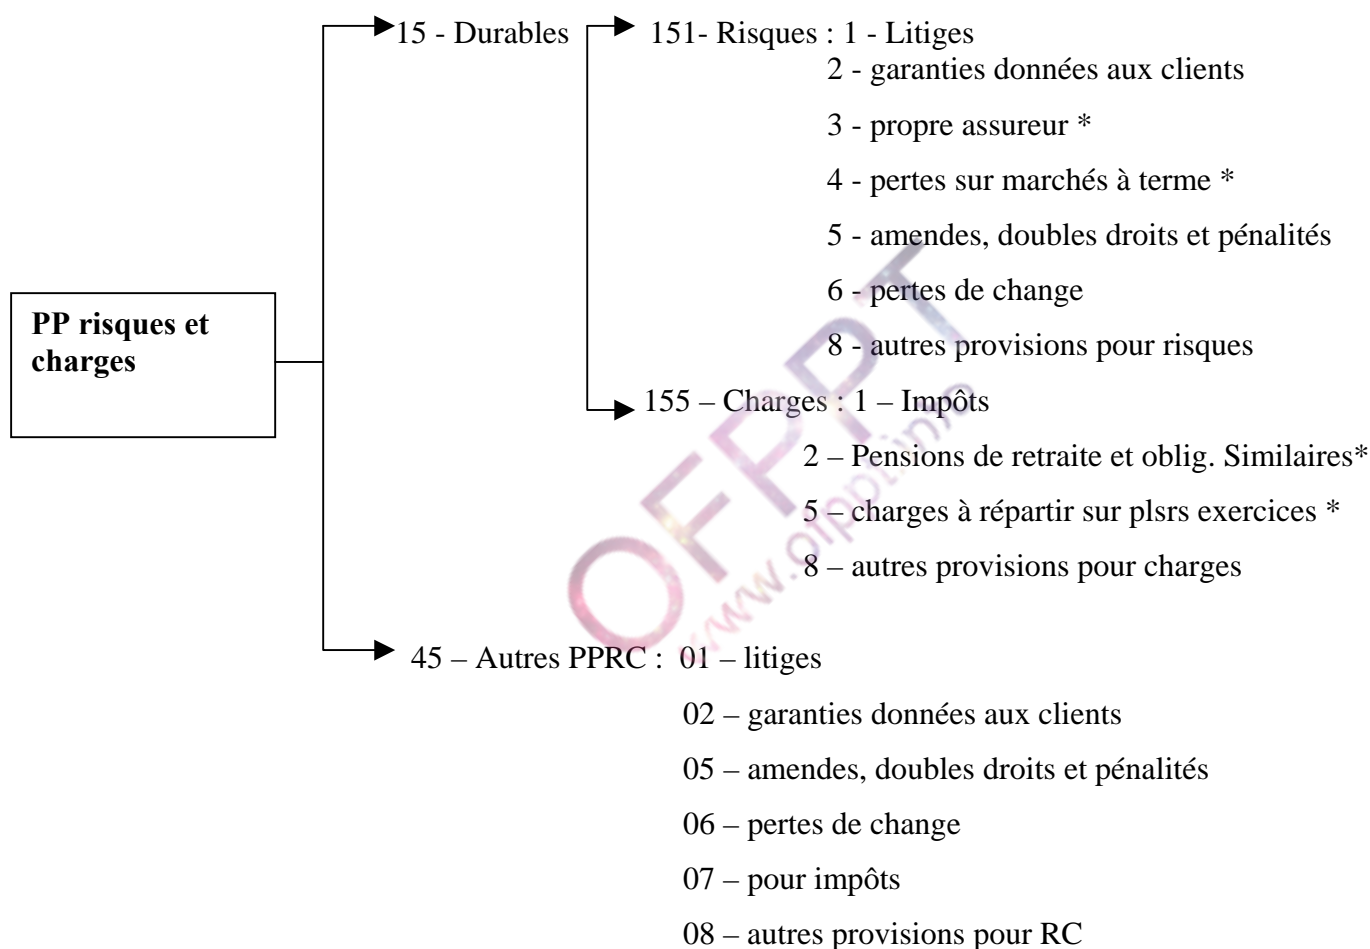 15 - Durables 151- Risques : 1 - Litiges
2 - garanties données aux clients
3 - propre assureur *
4 - pertes sur marchés à terme *
5 - amendes, doubles droits et pénalités
6 - pertes de change
8 - autres provisions pour risques
PP risques et
charges
155 – Charges : 1 – Impôts
2 – Pensions de retraite et oblig. Similaires*
5 – charges à répartir sur plsrs exercices *
8 – autres provisions pour charges
45 – Autres PPRC : 01 – litiges
02 – garanties données aux clients
05 – amendes, doubles droits et pénalités
06 – pertes de change
07 – pour impôts
08 – autres provisions pour RC
OFPPT
www.ofppt.info